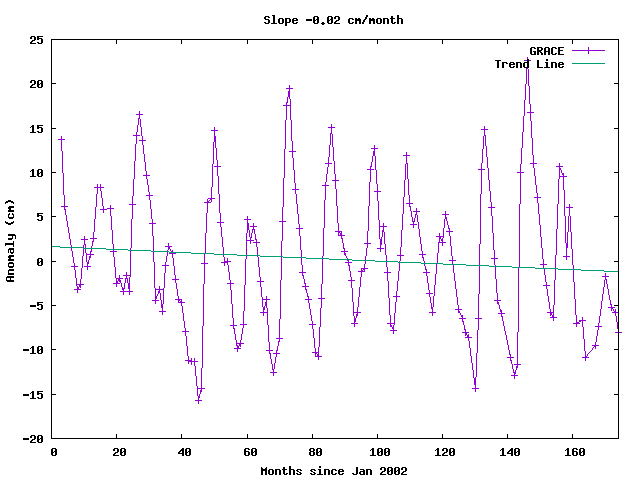 Slope -0.02 cm/month
25
20
15
10
5
0
-5
-10
-15
-20
Anomaly (cm)
GRACE
Trend Line
0 20 40 60 80 100 120 140 160
Months since Jan 2002